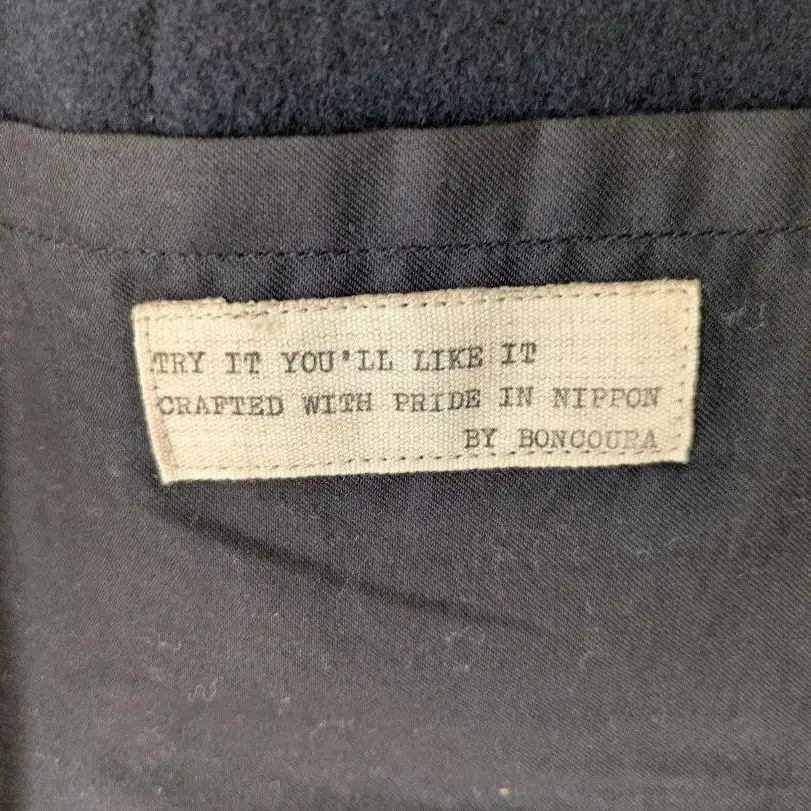 TRY IT YOU'LL LIKE IT
CRAFTED WITH PRIDE IN NIPPON
BY BONCOURA